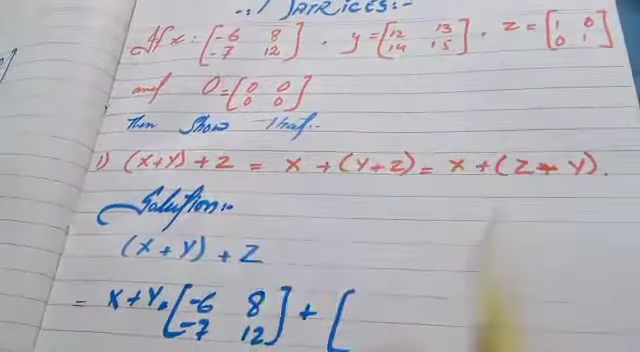 MATRICES:-
If x = [-6 8 . y = [12 13 . z = [1 0
-7 12] 14 15] 0 1]
and O = [0 0
0 0]
Then Show That:-
1) (X+Y) + Z = X + (Y+Z) = X + (Z + Y).
Solution:-
(X+Y) + Z
= X+Y = [-6 8] + [
-7 12